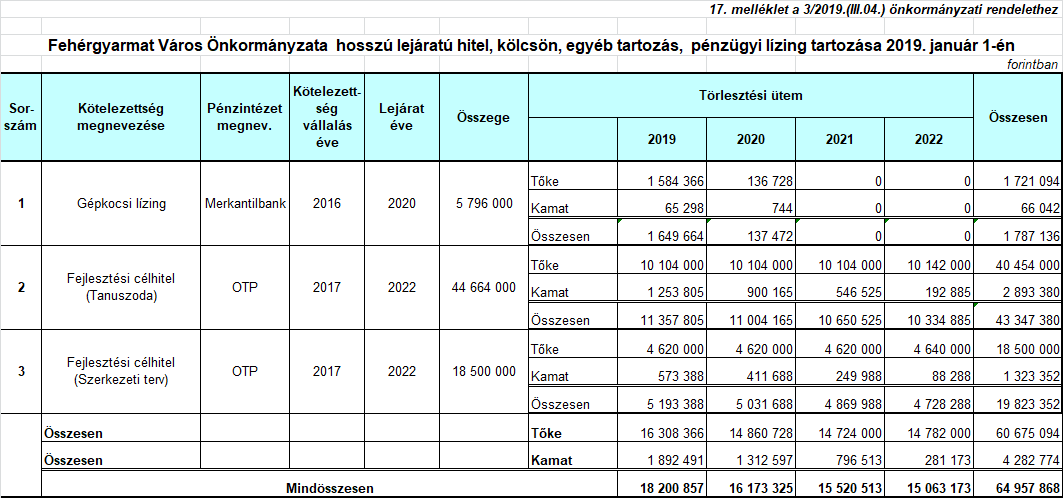 17. melléklet a 3/2019.(III.04.) önkormányzati rendelethez
Fehérgyarmat Város Önkormányzata hosszú lejáratú hitel, kölcsön, egyéb tartozás, pénzügyi lízing tartozása 2019. január 1-én
forintban
Sor-szám Kötelezettség megnevezése Pénzintézet megnev. Kötelezett-ség vállalás éve Lejárat éve Összege Törlesztési ütem Összesen
2019 2020 2021 2022
1 Gépkocsi lízing Merkantilbank 2016 2020 5 796 000
Tőke 1 584 366 136 728 0 0 1 721 094
Kamat 65 298 744 0 0 66 042
Összesen 1 649 664 137 472 0 0 1 787 136
2 Fejlesztési célhitel (Tanuszoda) OTP 2017 2022 44 664 000
Tőke 10 104 000 10 104 000 10 104 000 10 142 000 40 454 000
Kamat 1 253 805 900 165 546 525 192 885 2 893 380
Összesen 11 357 805 11 004 165 10 650 525 10 334 885 43 347 380
3 Fejlesztési célhitel (Szerkezeti terv) OTP 2017 2022 18 500 000
Tőke 4 620 000 4 620 000 4 620 000 4 640 000 18 500 000
Kamat 573 388 411 688 249 988 88 288 1 323 352
Összesen 5 193 388 5 031 688 4 869 988 4 728 288 19 823 352
Összesen Tőke 16 308 366 14 860 728 14 724 000 14 782 000 60 675 094
Összesen Kamat 1 892 491 1 312 597 796 513 281 173 4 282 774
Mindösszesen 18 200 857 16 173 325 15 520 513 15 063 173 64 957 868